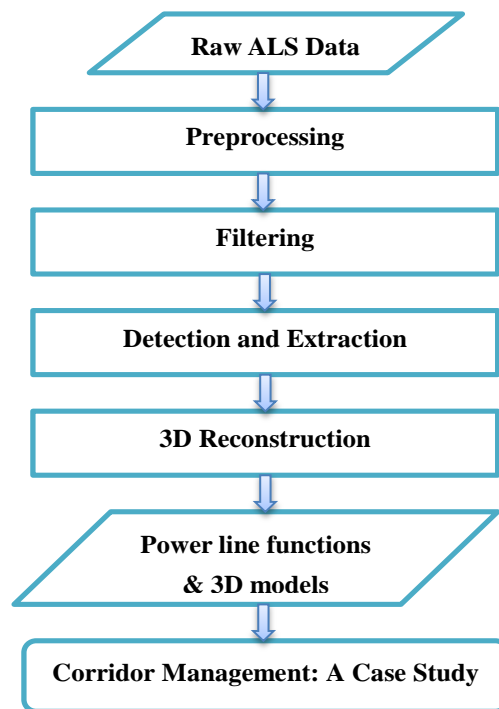 Raw ALS Data
Preprocessing
Filtering
Detection and Extraction
3D Reconstruction
Power line functions
& 3D models
Corridor Management: A Case Study